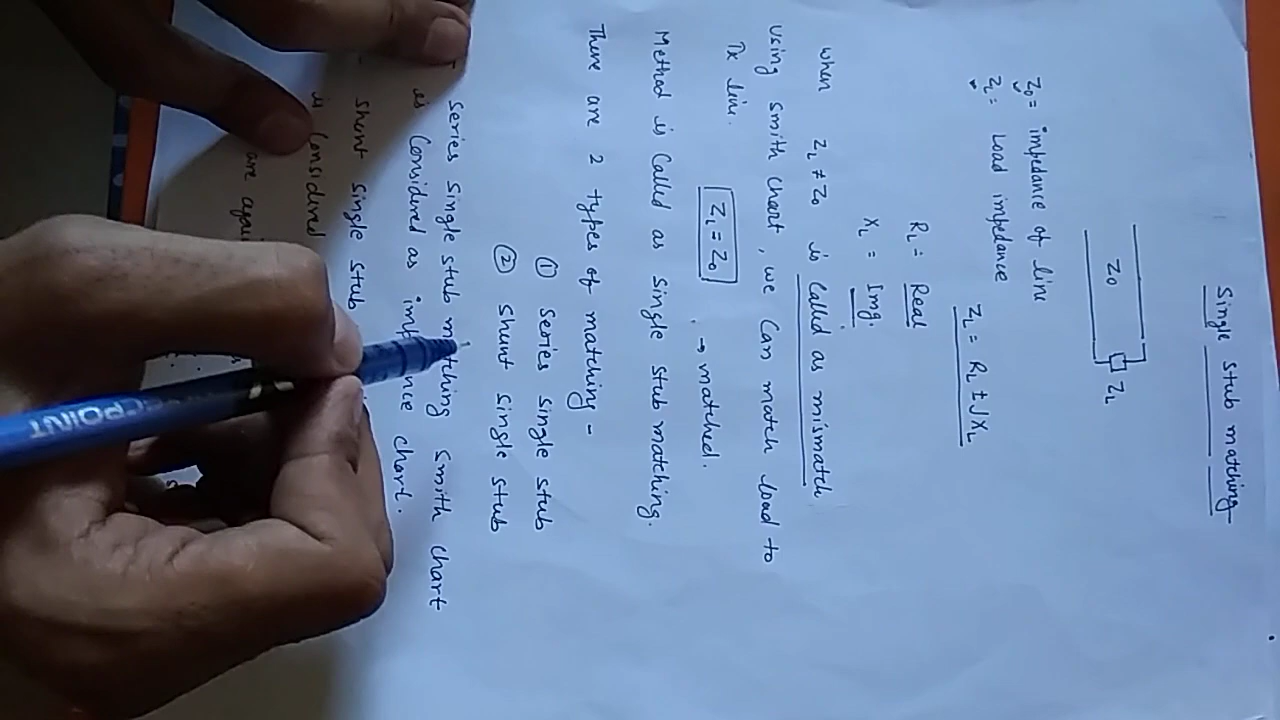 Single Stub matching
Z0
ZL
Z0 = impedance of line
ZL = Load impedance
ZL = RL ± JXL
RL = Real
XL = Img.
when ZL ≠ Z0 is called as mismatch
Using smith chart, we can match load to
Tx line.
ZL = Z0 → matched.
Method is called as single stub matching.
There are 2 types of matching -
① series single stub
② shunt single stub
- series single stub matching smith chart
is considered as impedance chart.
- shunt single stub
is considered
are again